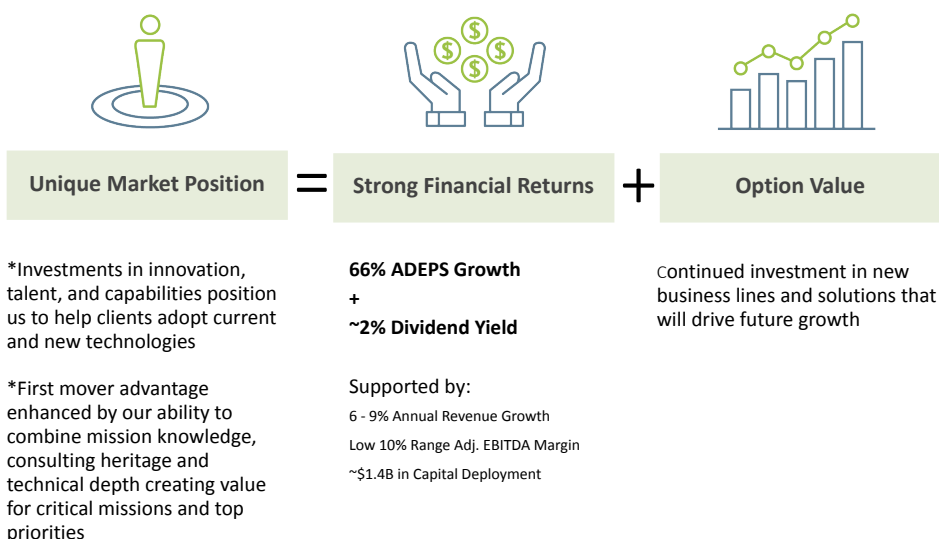 $
$ $
$
Unique Market Position = Strong Financial Returns + Option Value
*Investments in innovation,
talent, and capabilities position
us to help clients adopt current
and new technologies
*First mover advantage
enhanced by our ability to
combine mission knowledge,
consulting heritage and
technical depth creating value
for critical missions and top
priorities
66% ADEPS Growth
+
~2% Dividend Yield
Supported by:
6 - 9% Annual Revenue Growth
Low 10% Range Adj. EBITDA Margin
~$1.4B in Capital Deployment
Continued investment in new
business lines and solutions that
will drive future growth